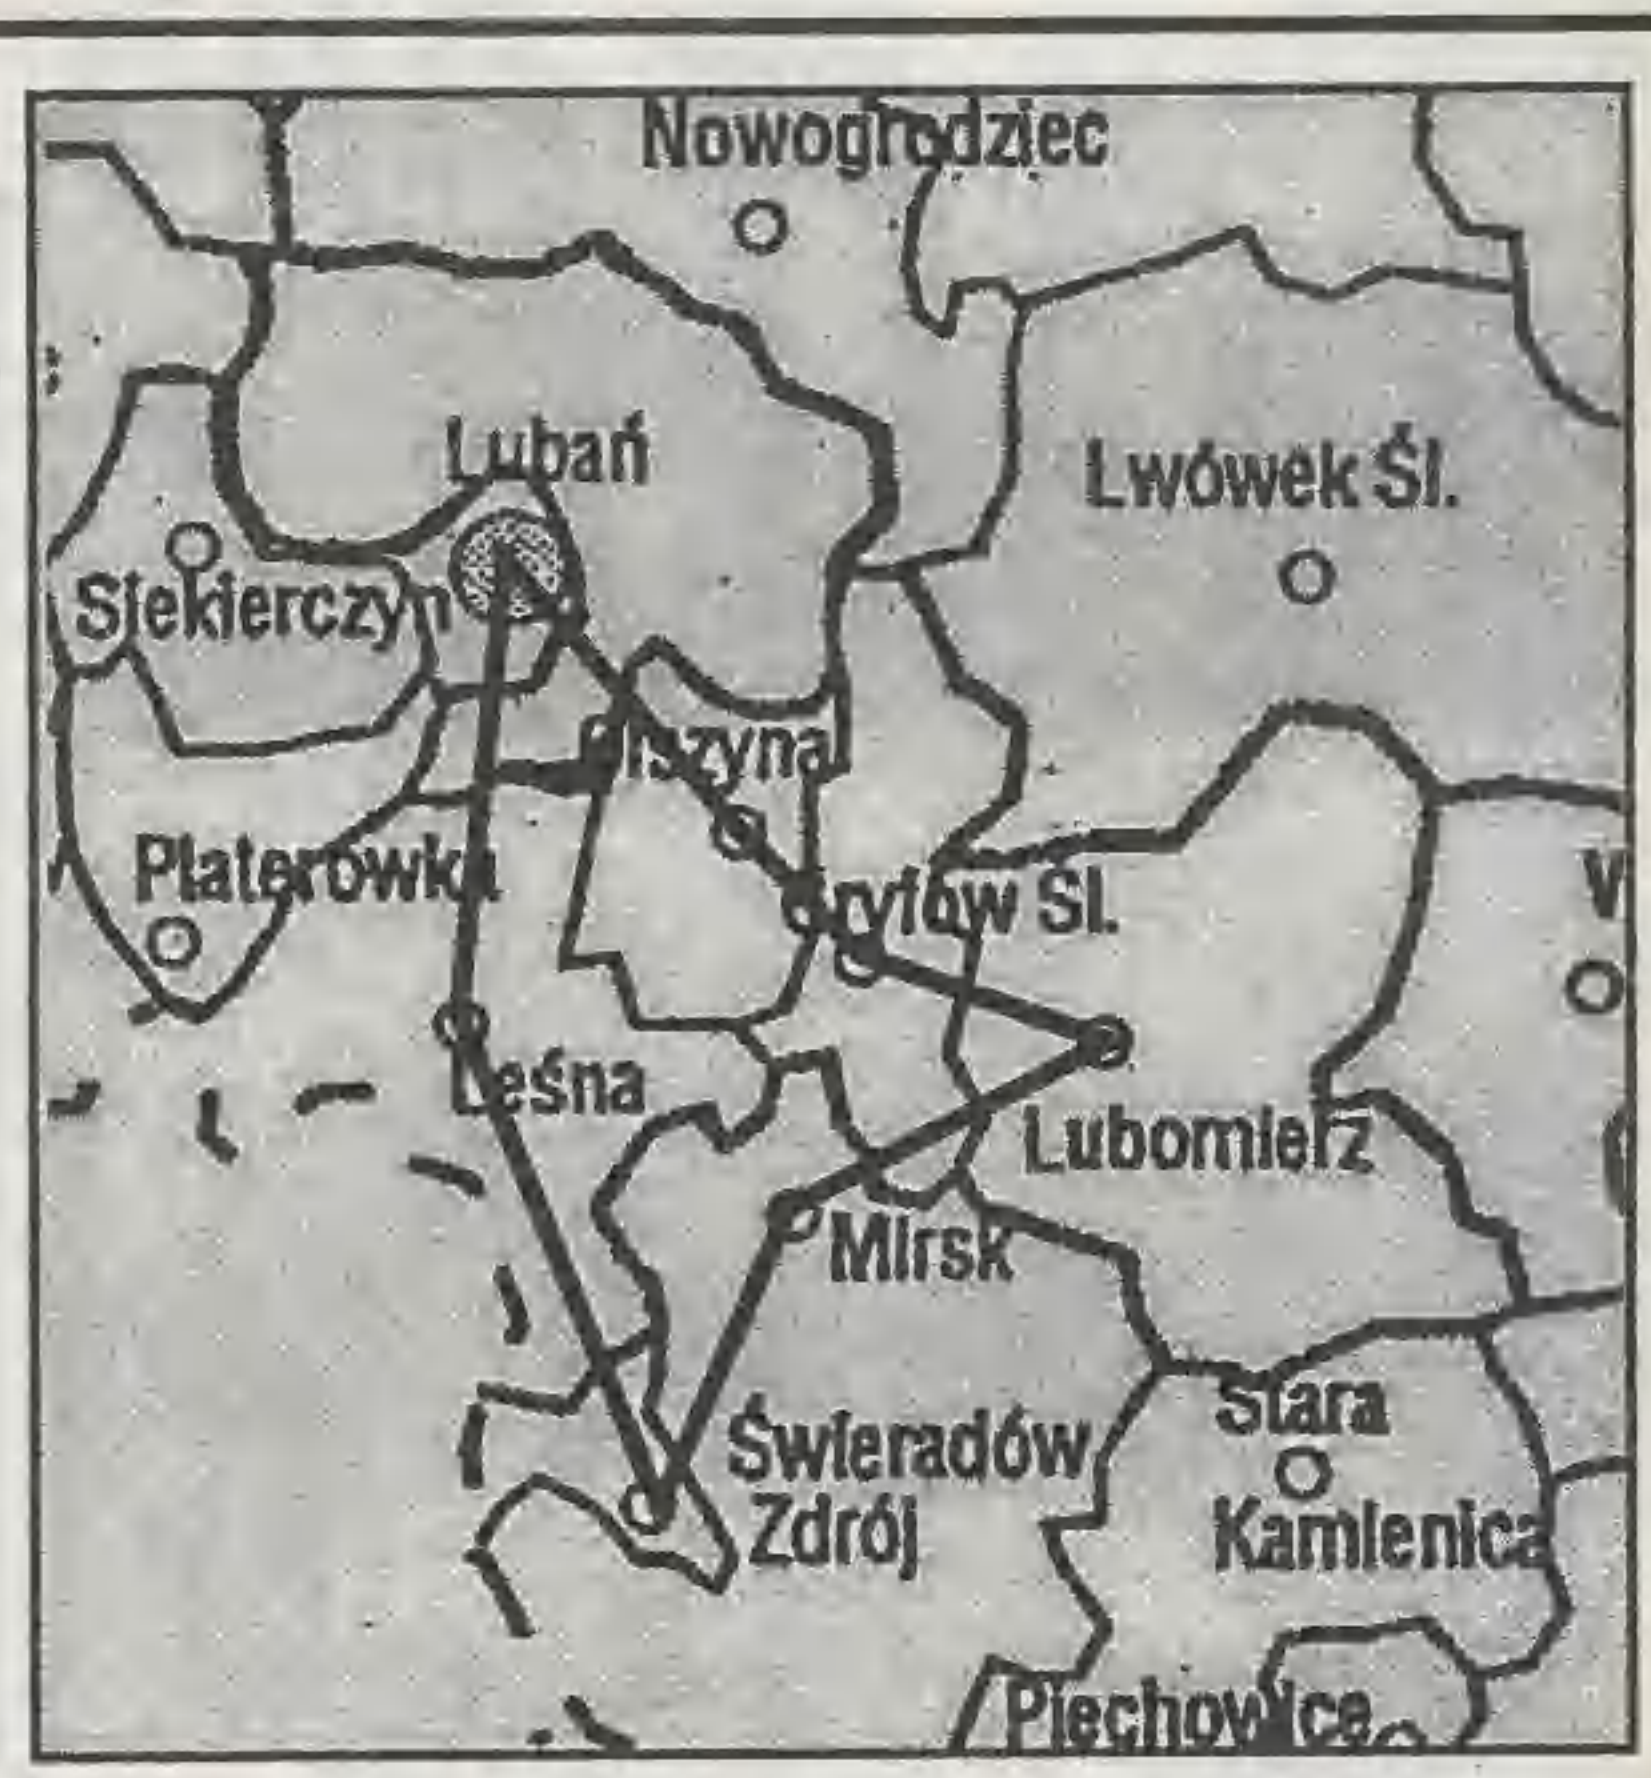 Nowogrodziec
Lubań
Lwówek Śl.
Siekierczyn
Olszyna
Platerówka
Gryfów Śl.
Leśna
Lubomierz
Mirsk
Stara
Świeradów
Zdrój
Kamienica
Piechowice